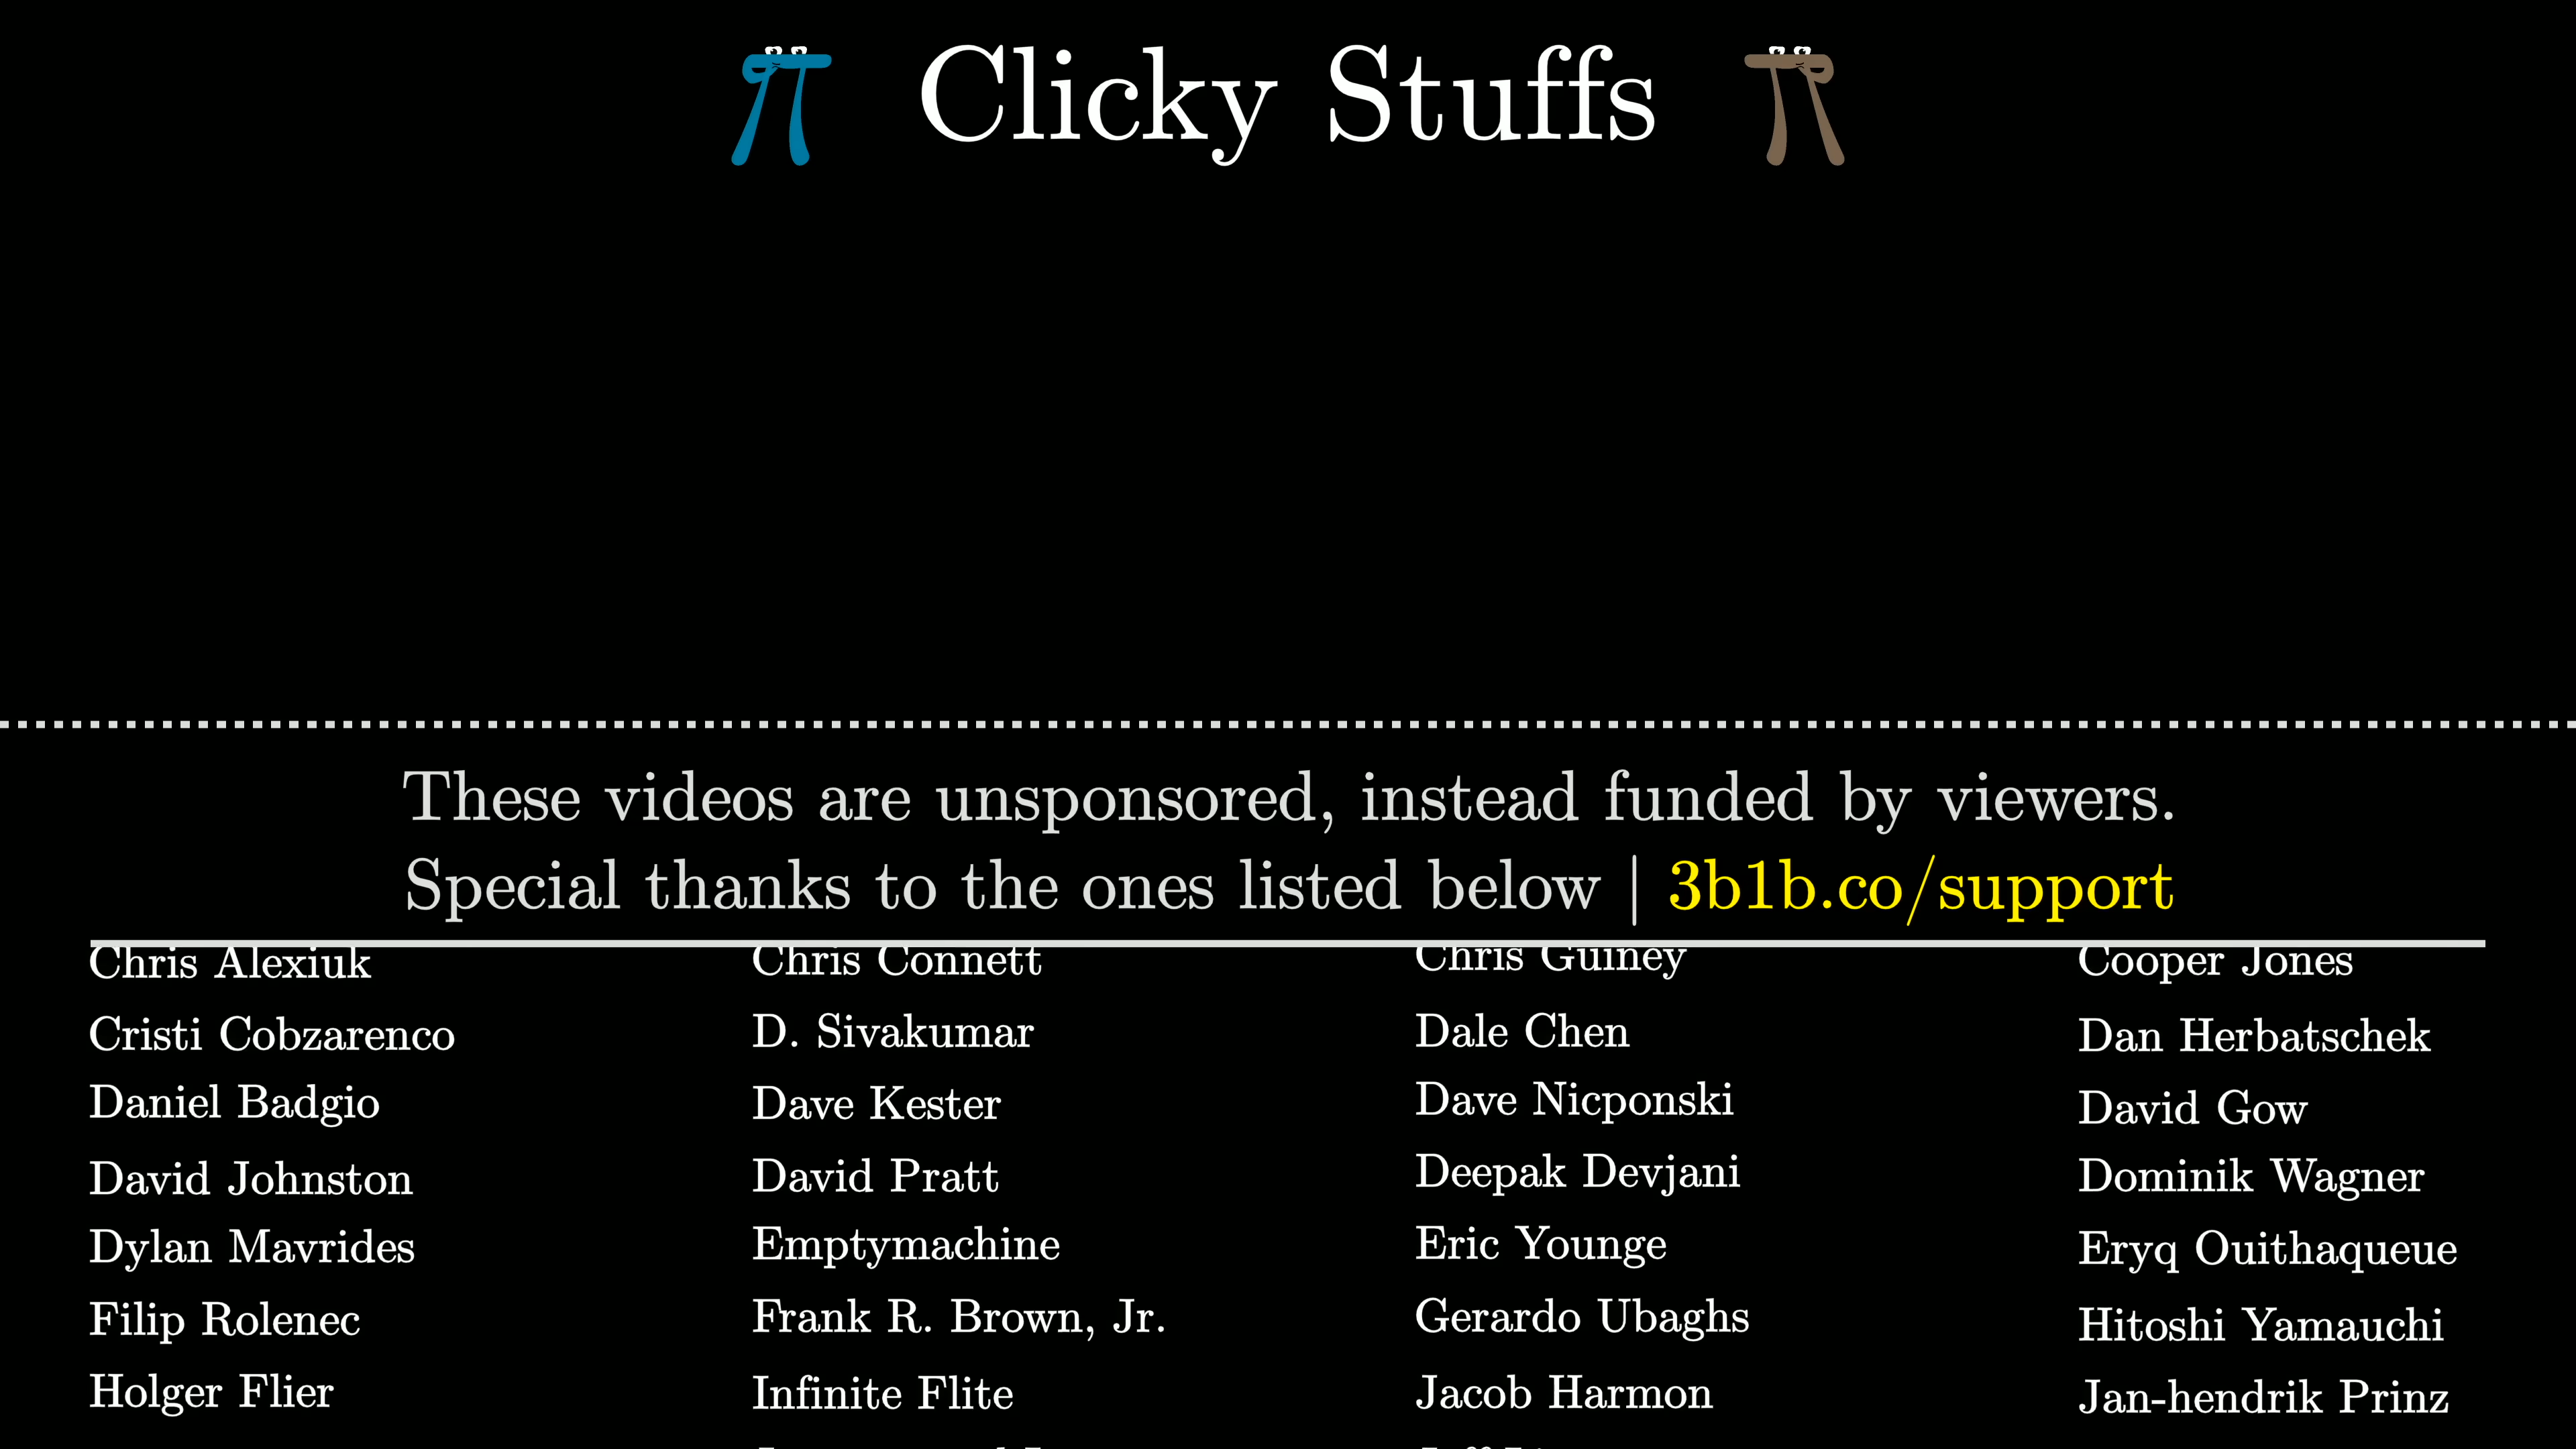 Clicky Stuffs
These videos are unsponsored, instead funded by viewers.
Special thanks to the ones listed below | 3b1b.co/support
Chris Alexiuk Chris Connett Chris Guiney Cooper Jones
Cristi Cobzarenco D. Sivakumar Dale Chen Dan Herbatschek
Daniel Badgio Dave Kester Dave Nicponski David Gow
David Johnston David Pratt Deepak Devjani Dominik Wagner
Dylan Mavrides Emptymachine Eric Younge Eryq Ouithaqueue
Filip Rolenec Frank R. Brown, Jr. Gerardo Ubaghs Hitoshi Yamauchi
Holger Flier Infinite Flite Jacob Harmon Jan-hendrik Prinz